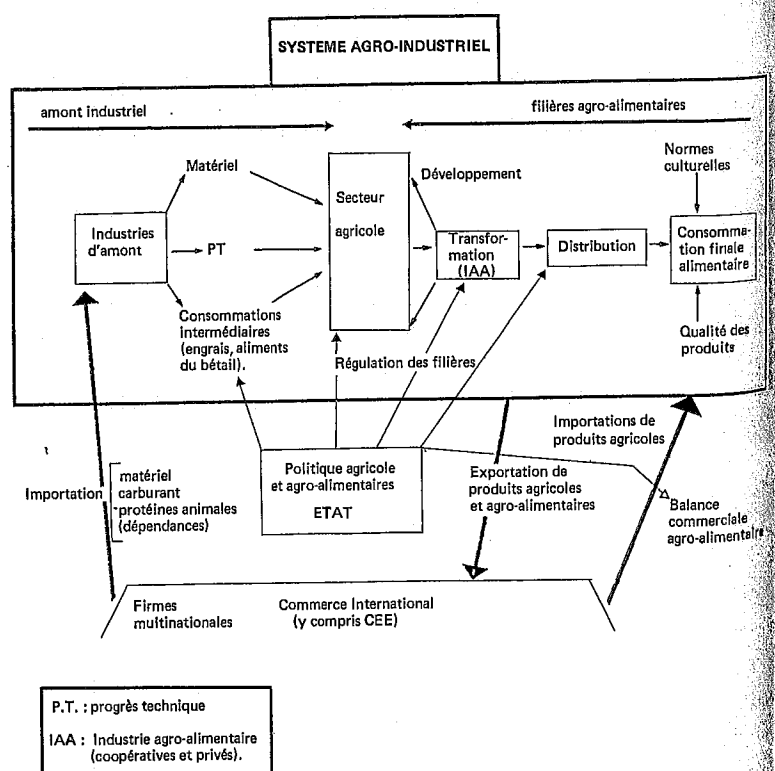 SYSTEME AGRO-INDUSTRIEL
amont industriel
filières agro-alimentaires
Normes
culturelles
Matériel
Développement
Secteur
agricole
Industries
d'amont
PT
Transfor-
mation
(IAA)
Distribution
Consomma-
tion finale
alimentaire
Consommations
intermédiaires
(engrais, aliments
du bétail).
Qualité des
produits
Régulation des filières
Importations de
produits agricoles
Importation
matériel
carburant
protéines animales
(dépendances)
Politique agricole
et agro-alimentaires
ETAT
Exportation de
produits agricoles
et agro-alimentaires
Balance
commerciale
agro-alimentaire
Firmes
multinationales
Commerce International
(y compris CEE)
P.T. : progrès technique
IAA : Industrie agro-alimentaire
(coopératives et privés).